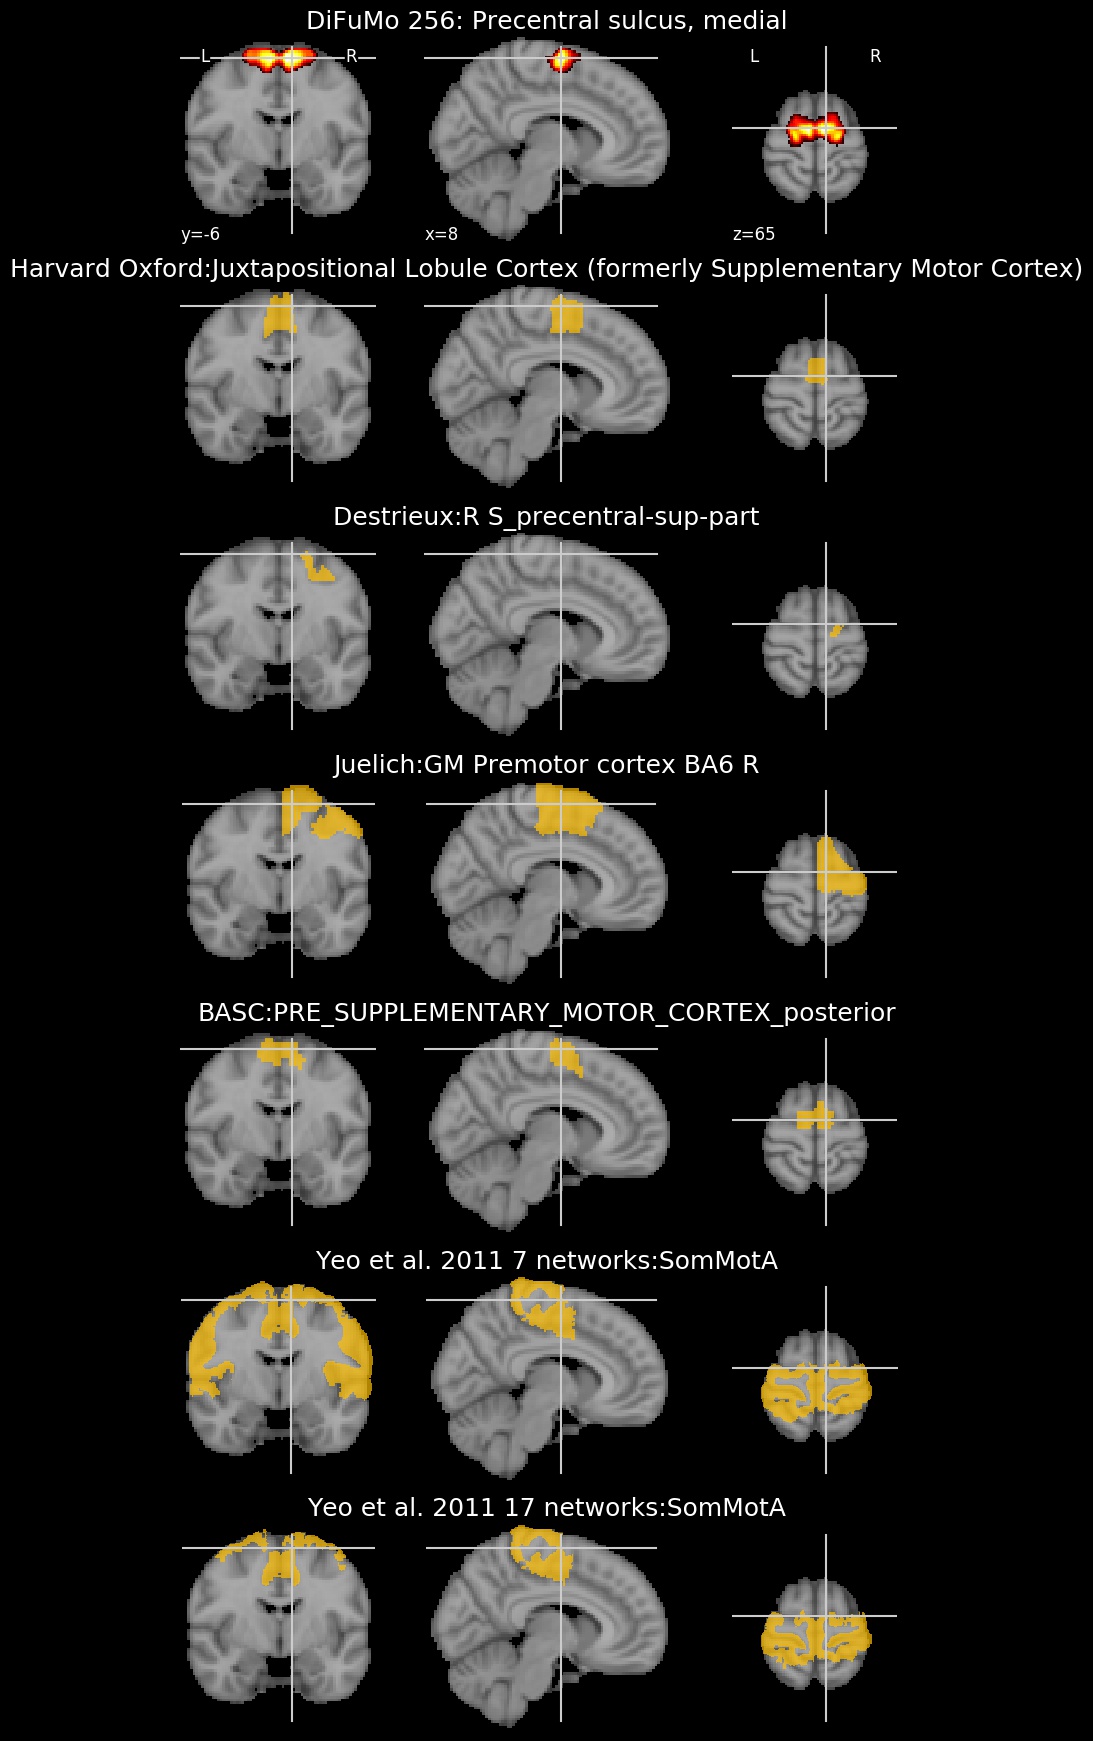 DiFuMo 256: Precentral sulcus, medial
L R L R
y=-6 x=8 z=65
Harvard Oxford:Juxtapositional Lobule Cortex (formerly Supplementary Motor Cortex)
Destrieux:R S_precentral-sup-part
Juelich:GM Premotor cortex BA6 R
BASC:PRE_SUPPLEMENTARY_MOTOR_CORTEX_posterior
Yeo et al. 2011 7 networks:SomMotA
Yeo et al. 2011 17 networks:SomMotA